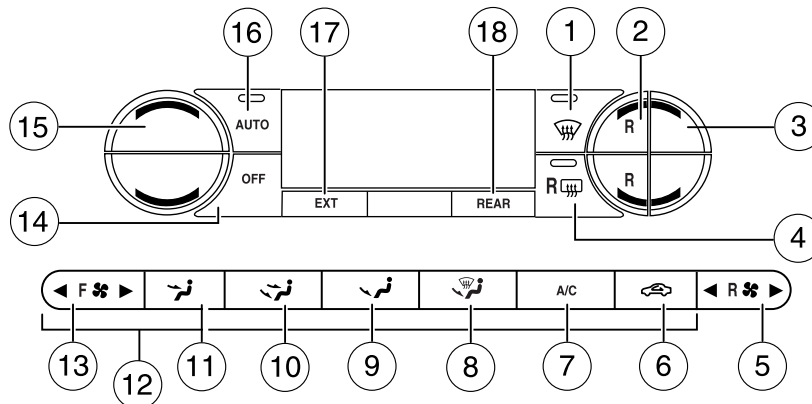 16 17 18 1 2
15 AUTO R 3
OFF R R
14 EXT REAR 4
F A/C R
13 12 11 10 9 8 7 6 5